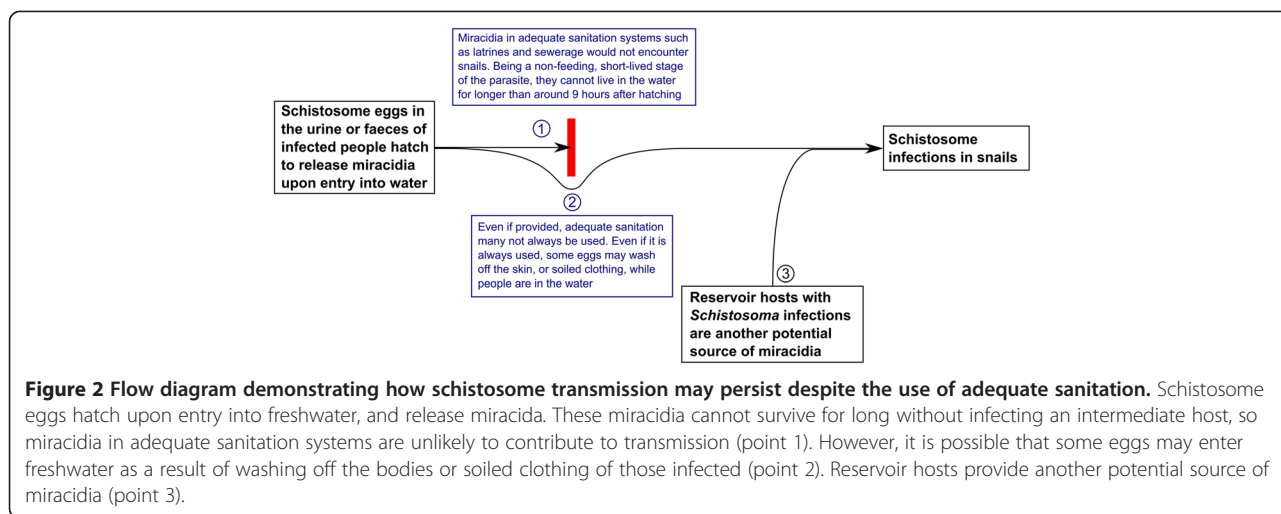 Miracidia in adequate sanitation systems such
as latrines and sewerage would not encounter
snails. Being a non-feeding, short-lived stage
of the parasite, they cannot live in the water
for longer than around 9 hours after hatching
Schistosome eggs in
the urine or faeces of
infected people hatch
to release miracidia
upon entry into water
1
Schistosome
infections in snails
2
Even if provided, adequate sanitation
many not always be used. Even if it is
always used, some eggs may wash
off the skin, or soiled clothing, while
people are in the water
3
Reservoir hosts with
Schistosoma infections
are another potential
source of miracidia
Figure 2 Flow diagram demonstrating how schistosome transmission may persist despite the use of adequate sanitation. Schistosome
eggs hatch upon entry into freshwater, and release miracida. These miracidia cannot survive for long without infecting an intermediate host, so
miracidia in adequate sanitation systems are unlikely to contribute to transmission (point 1). However, it is possible that some eggs may enter
freshwater as a result of washing off the bodies or soiled clothing of those infected (point 2). Reservoir hosts provide another potential source of
miracidia (point 3).